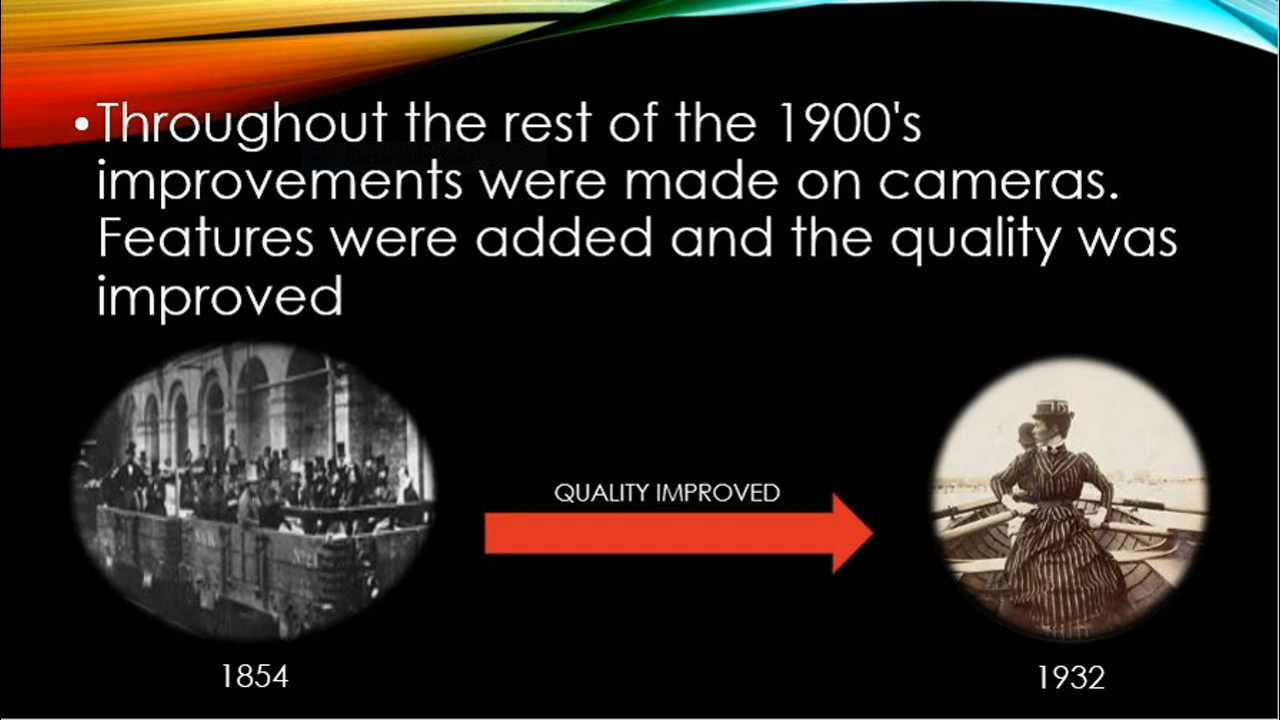 •Throughout the rest of the 1900's
improvements were made on cameras.
Features were added and the quality was
improved
QUALITY IMPROVED
1854
1932